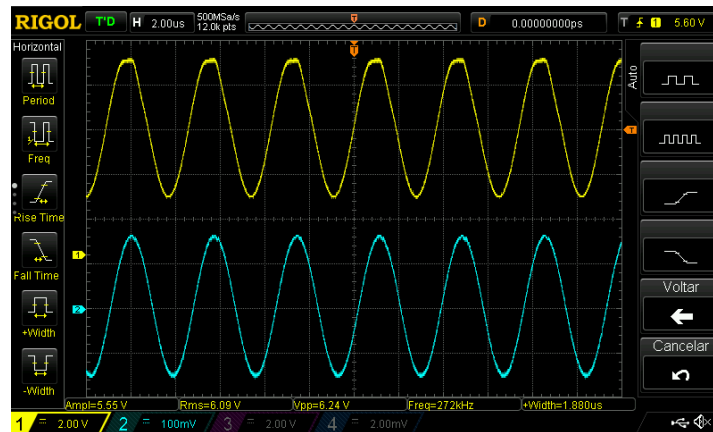 RIGOL T'D H 2.00us 500MSa/s 12.0k pts T D 0.00000000ps T 1 5.60 V
Horizontal
T
Auto
Period
Freq
T
Rise Time
1
Fall Time
Voltar
2
+Width
Cancelar
-Width
Ampl=5.55 V Rms=6.09 V Vpp=6.24 V Freq=272kHz +Width=1.880us
1 = 2.00 V 2 = 100mV 3 = 2.00 V 4 = 2.00mV